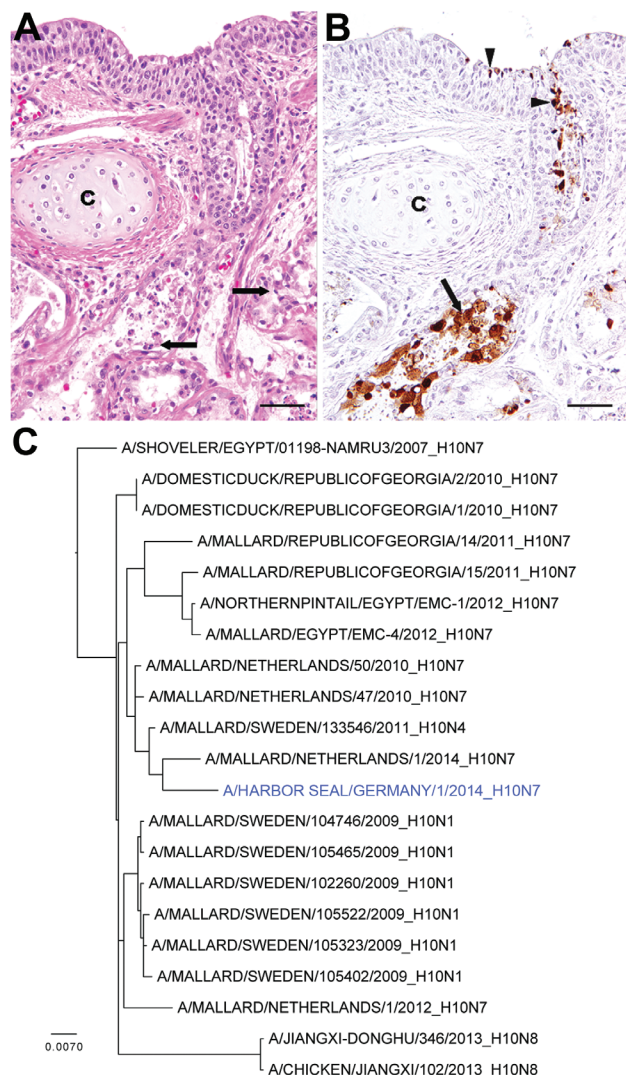 A
B
C
C
C
A/SHOVELER/EGYPT/01198-NAMRU3/2007_H10N7
A/DOMESTICDUCK/REPUBLICOFGEORGIA/2/2010_H10N7
A/DOMESTICDUCK/REPUBLICOFGEORGIA/1/2010_H10N7
A/MALLARD/REPUBLICOFGEORGIA/14/2011_H10N7
A/MALLARD/REPUBLICOFGEORGIA/15/2011_H10N7
A/NORTHERNPINTAIL/EGYPT/EMC-1/2012_H10N7
A/MALLARD/EGYPT/EMC-4/2012_H10N7
A/MALLARD/NETHERLANDS/50/2010_H10N7
A/MALLARD/NETHERLANDS/47/2010_H10N7
A/MALLARD/SWEDEN/133546/2011_H10N4
A/MALLARD/NETHERLANDS/1/2014_H10N7
A/HARBOR SEAL/GERMANY/1/2014_H10N7
A/MALLARD/SWEDEN/104746/2009_H10N1
A/MALLARD/SWEDEN/105465/2009_H10N1
A/MALLARD/SWEDEN/102260/2009_H10N1
A/MALLARD/SWEDEN/105522/2009_H10N1
A/MALLARD/SWEDEN/105323/2009_H10N1
A/MALLARD/SWEDEN/105402/2009_H10N1
A/MALLARD/NETHERLANDS/1/2012_H10N7
A/JIANGXI-DONGHU/346/2013_H10N8
A/CHICKEN/JIANGXI/102/2013_H10N8
0.0070